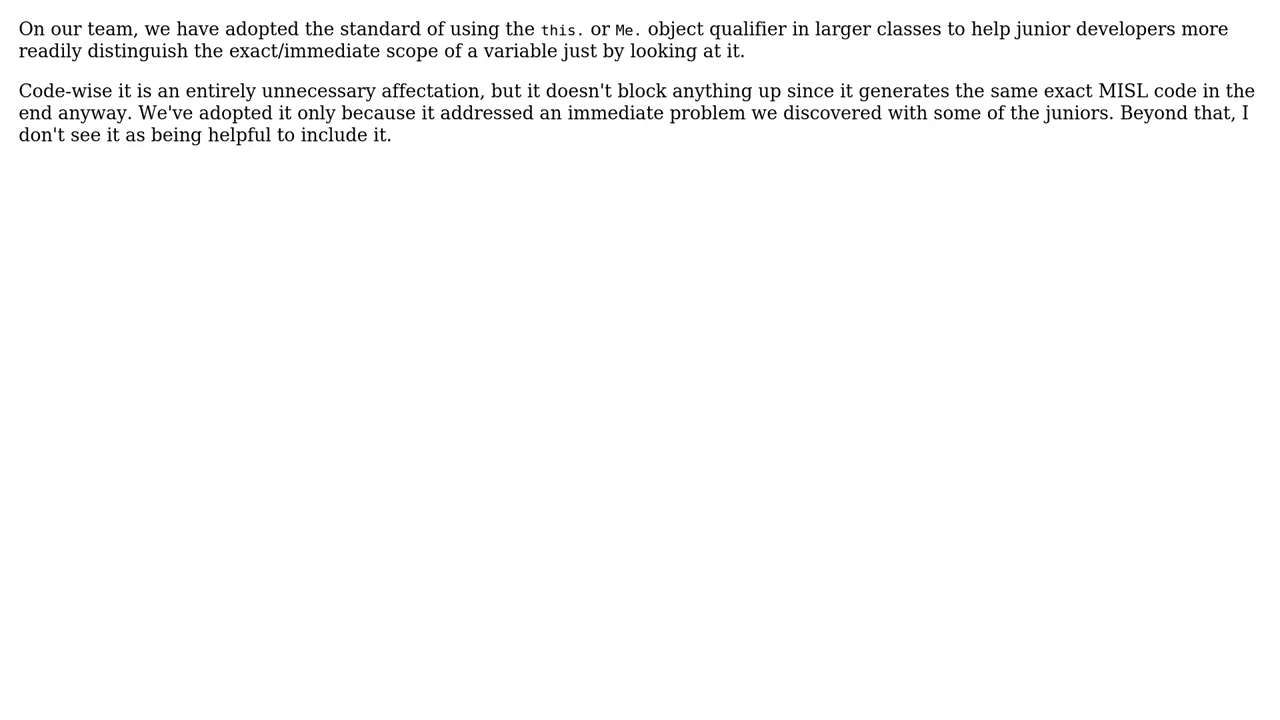 On our team, we have adopted the standard of using the this. or Me. object qualifier in larger classes to help junior developers more
readily distinguish the exact/immediate scope of a variable just by looking at it.
Code-wise it is an entirely unnecessary affectation, but it doesn't block anything up since it generates the same exact MISL code in the
end anyway. We've adopted it only because it addressed an immediate problem we discovered with some of the juniors. Beyond that, I
don't see it as being helpful to include it.